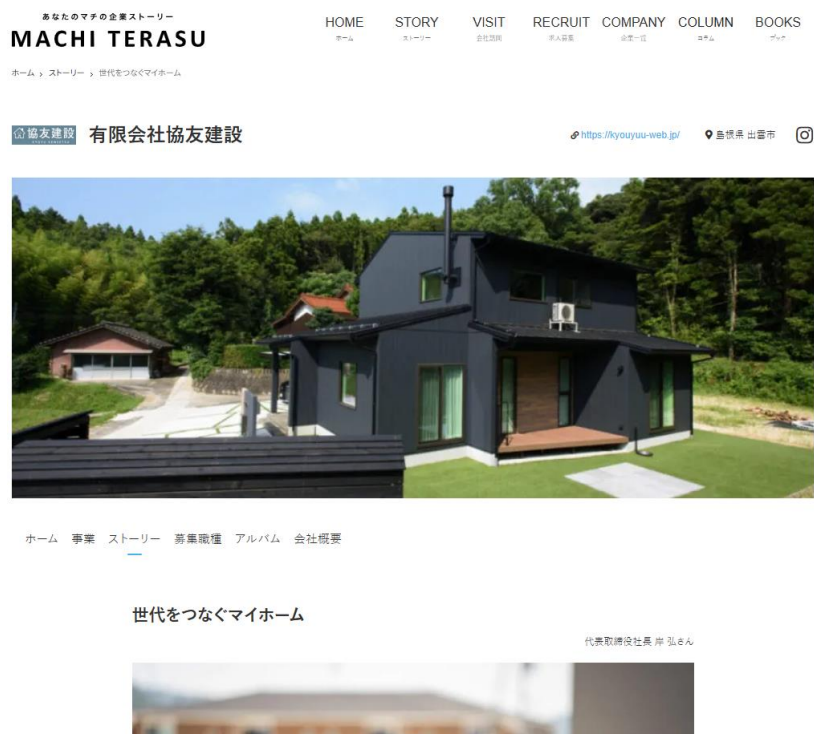 あなたのマチの企業ストーリー
MACHI TERASU
HOME STORY VISIT RECRUIT COMPANY COLUMN BOOKS
ホーム ストーリー 会社訪問 求人募集 企業一覧 コラム ブック
ホーム > ストーリー > 世代をつなぐマイホーム
協友建設 有限会社協友建設 https://kyouyuu-web.jp/ 島根県 出雲市
ホーム 事業 ストーリー 募集職種 アルバム 会社概要
世代をつなぐマイホーム
代表取締役社長 岸 弘さん